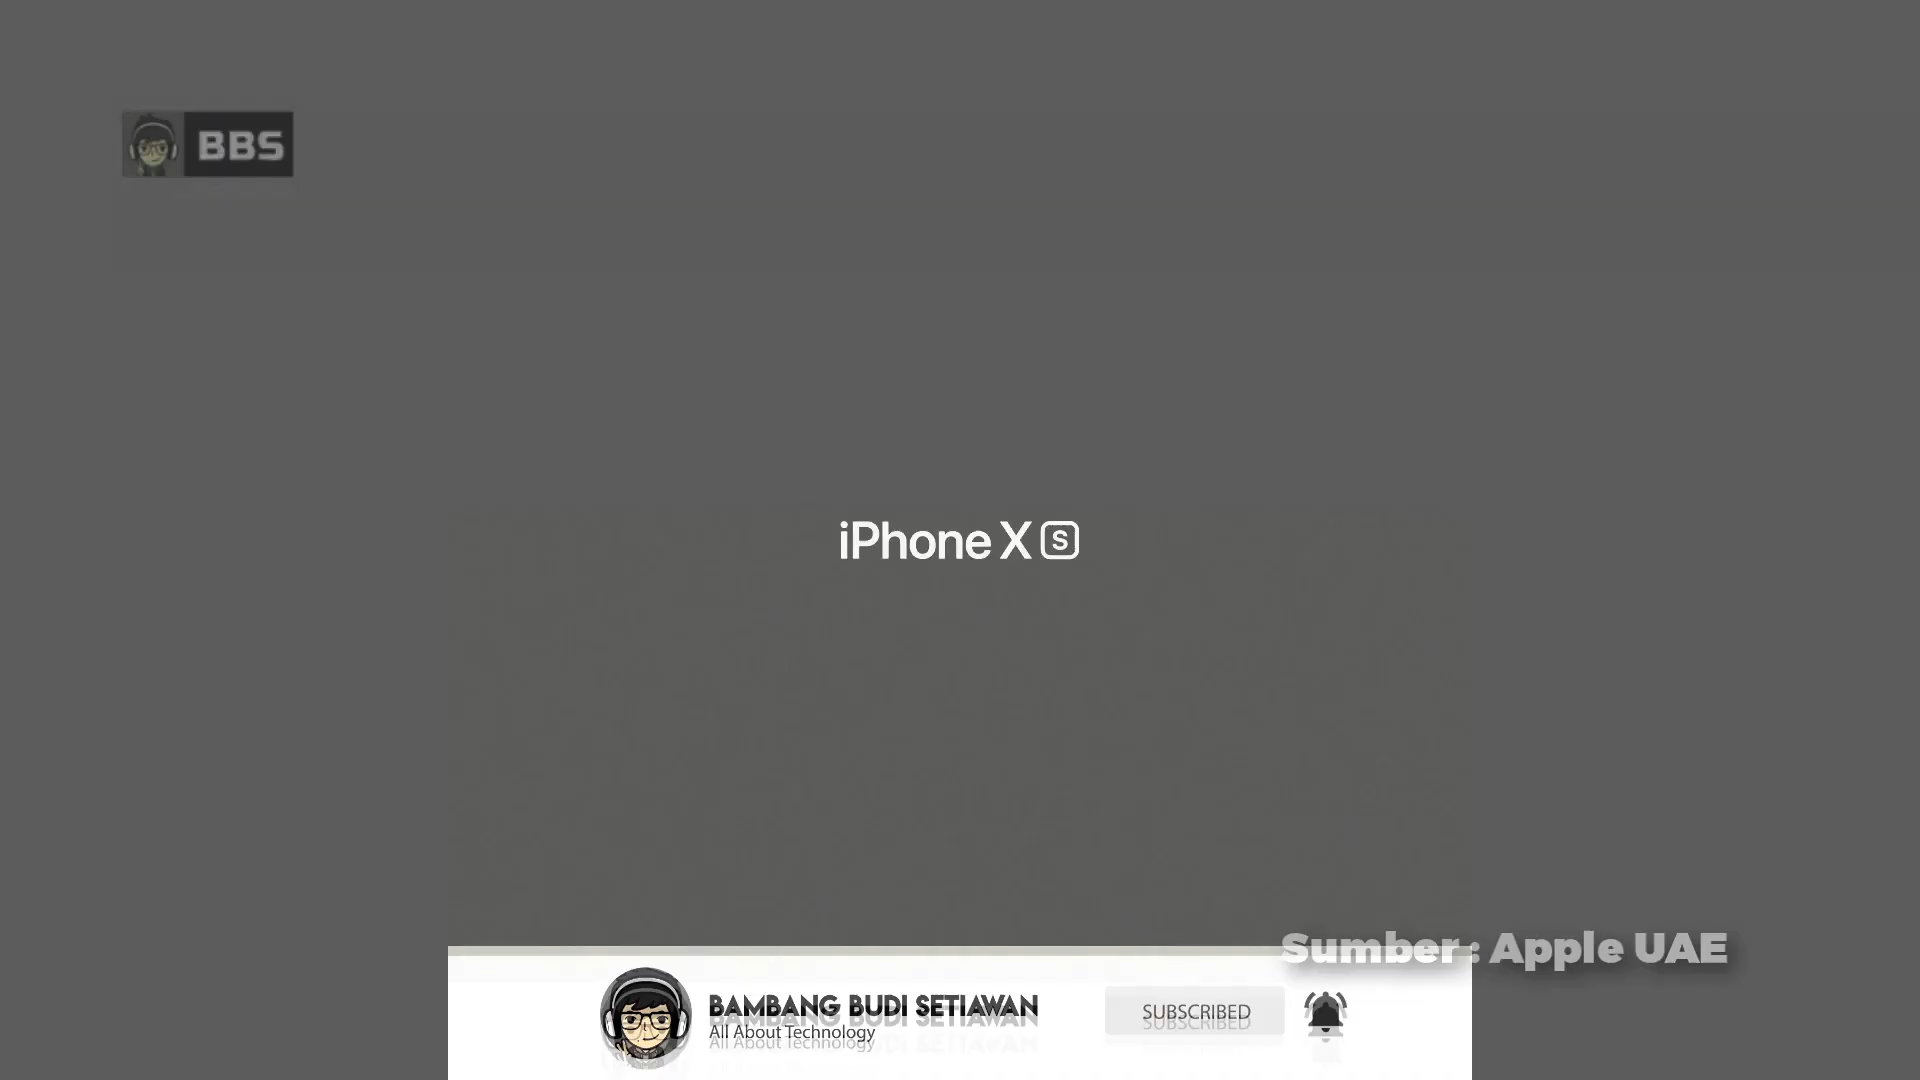 BBS
iPhone XS
Sumber : Apple UAE
BAMBANG BUDI SETIAWAN
All About Technology
SUBSCRIBED